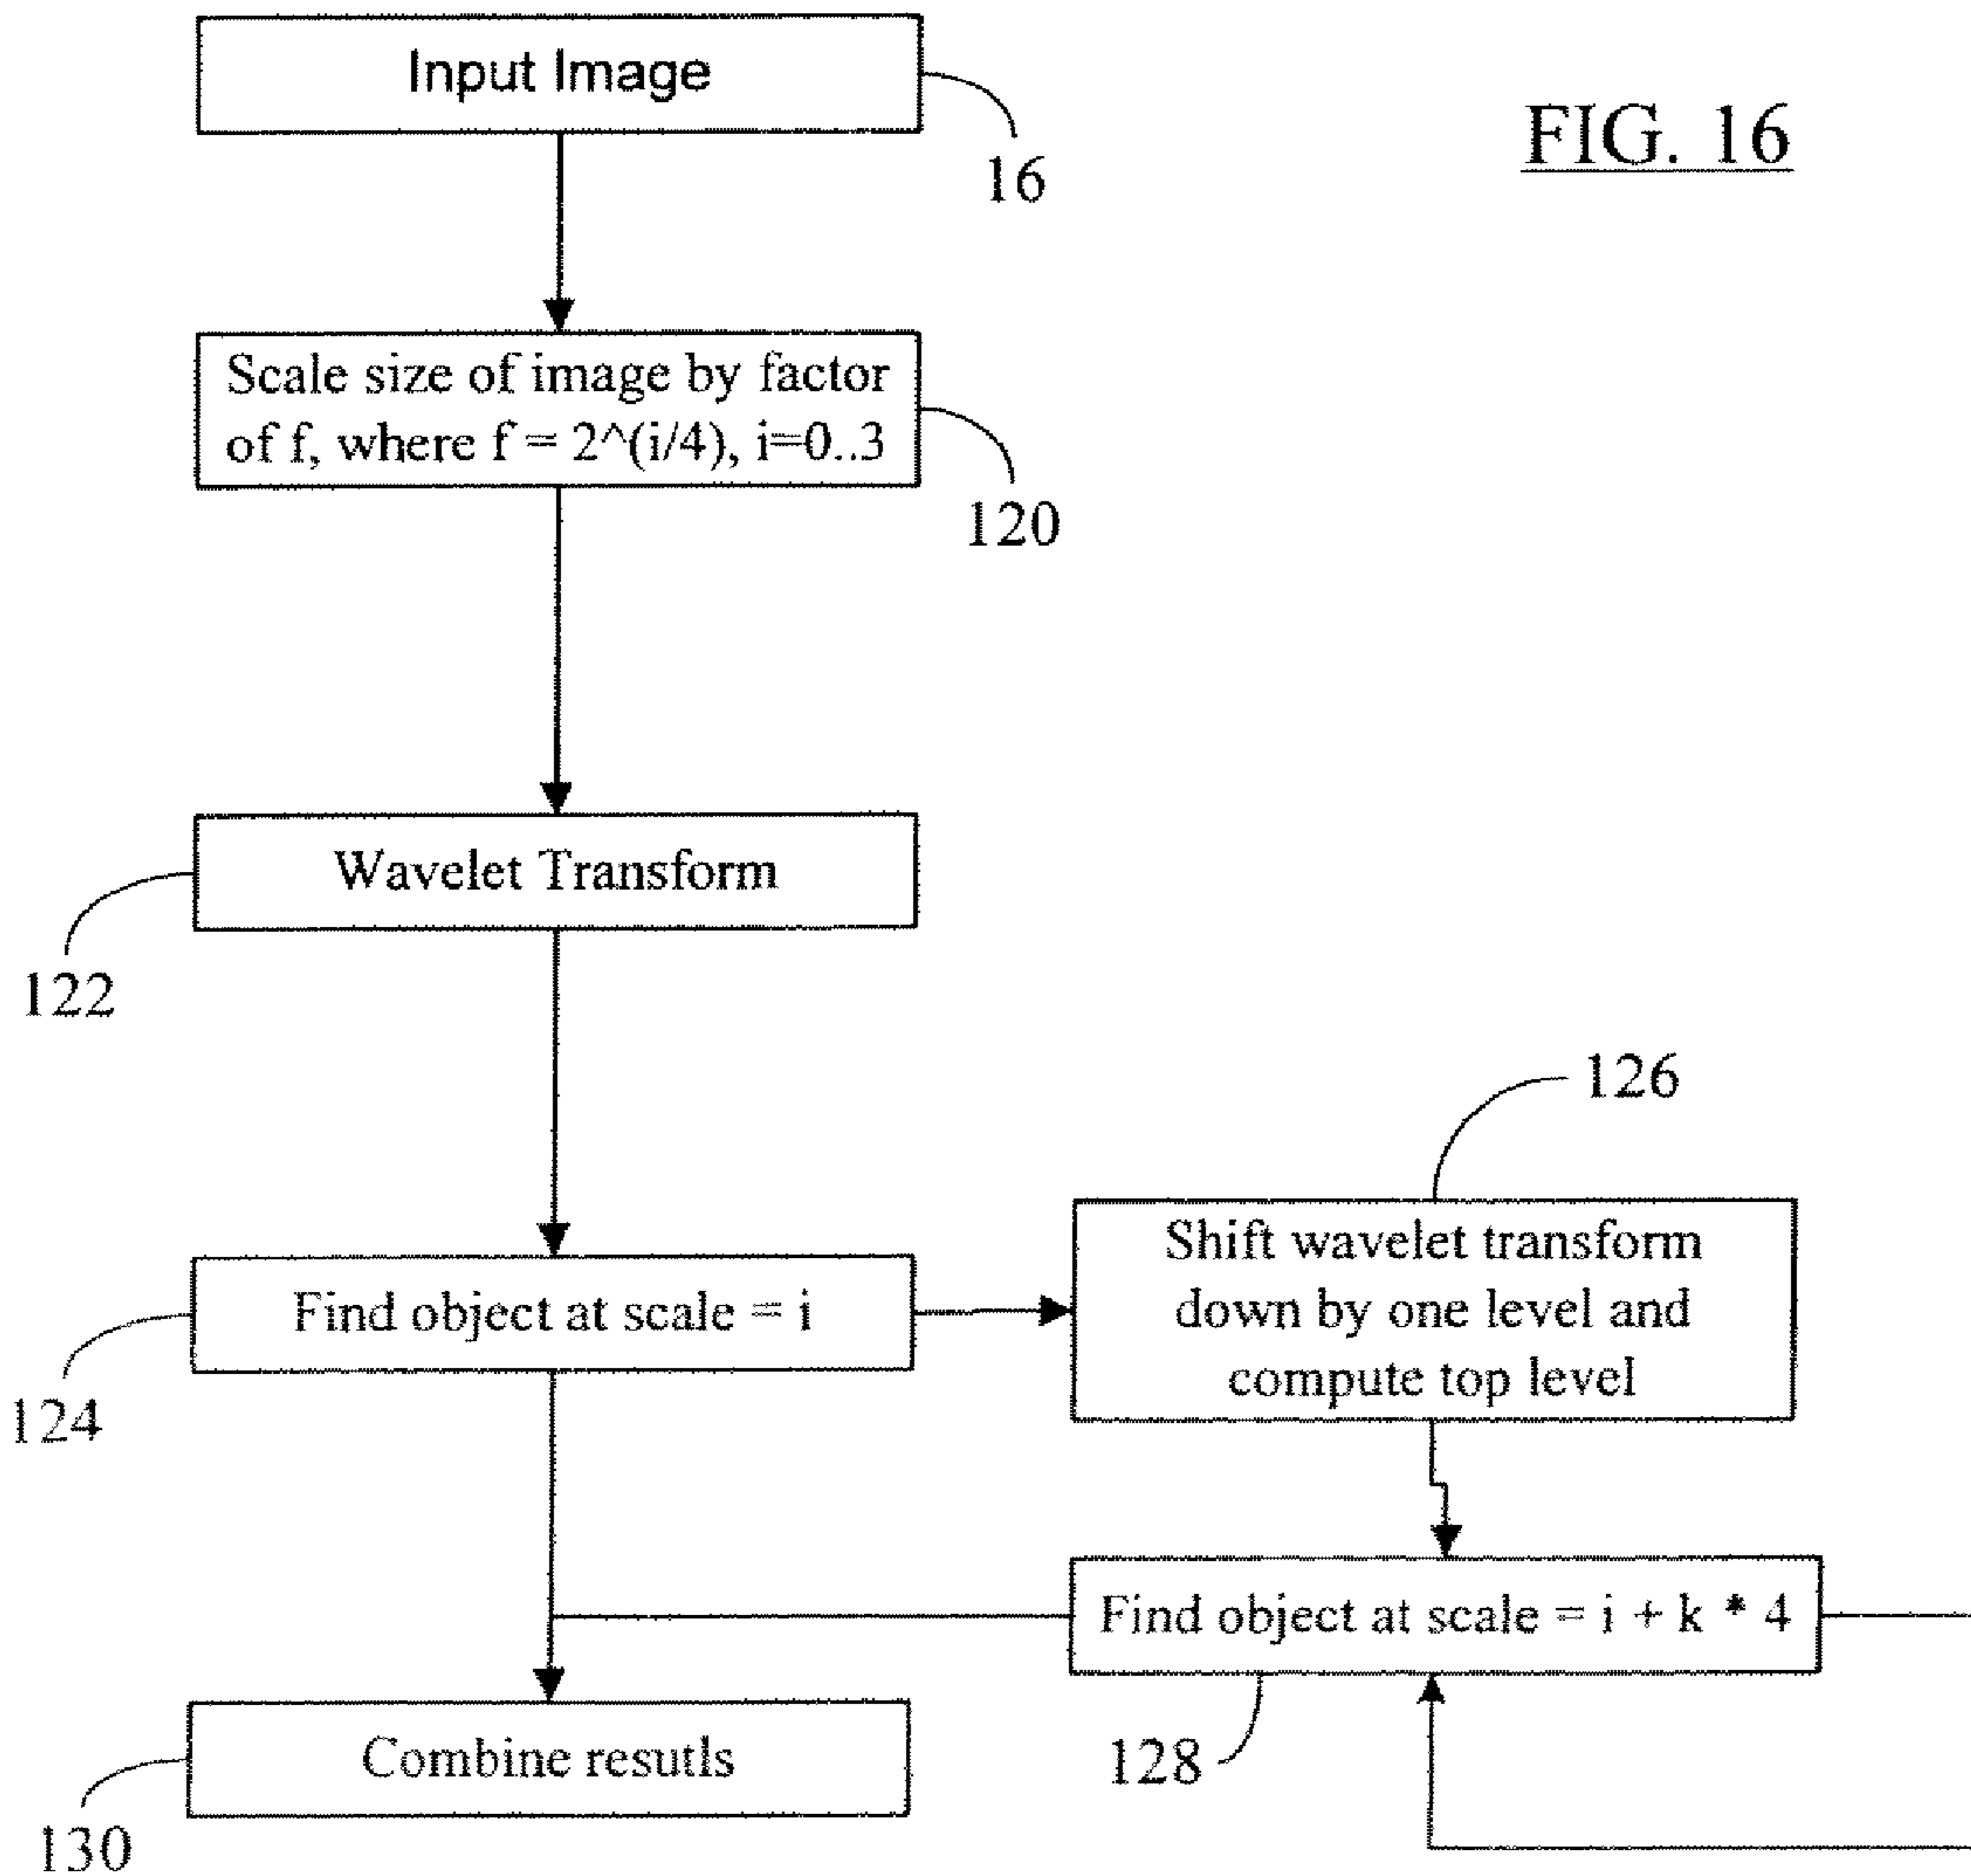 Input Image
16
FIG. 16
Scale size of image by factor
of f, where f = 2^(i/4), i=0..3
120
Wavelet Transform
122
126
Shift wavelet transform
down by one level and
compute top level
Find object at scale = i
124
Find object at scale = i + k * 4
128
Combine resutls
130